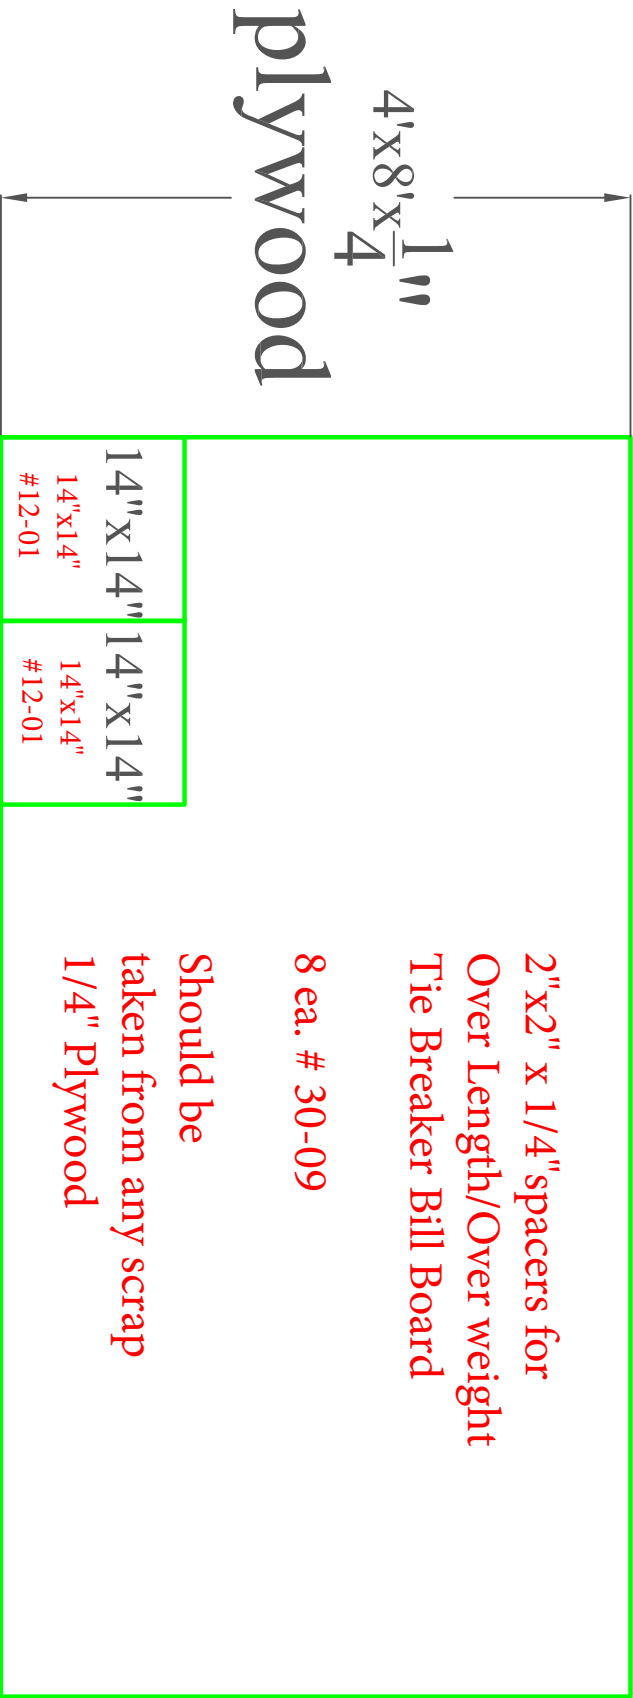 4'x8'x1/4"
plywood
14"x14"
14"x14"
#12-01
14"x14"
14"x14"
#12-01
2"x2" x 1/4"spacers for
Over Length/Over weight
Tie Breaker Bill Board
8 ea. # 30-09
Should be
taken from any scrap
1/4" Plywood